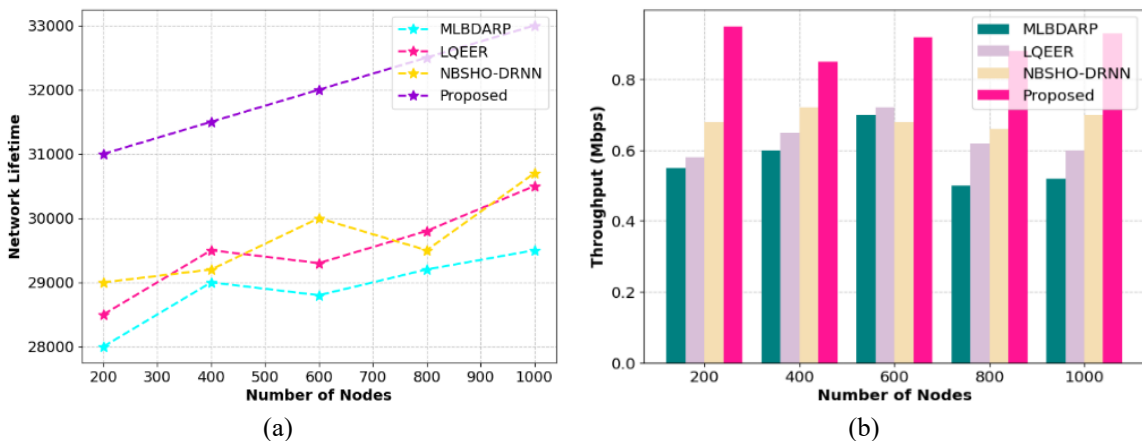 33000
32000
31000
30000
29000
28000
Network Lifetime
200 300 400 500 600 700 800 900 1000
Number of Nodes
MLBDARP
LQEER
NBSHO-DRNN
Proposed
(a)
0.8
0.6
0.4
0.2
0.0
Throughput (Mbps)
200 400 600 800 1000
Number of Nodes
MLBDARP
LQEER
NBSHO-DRNN
Proposed
(b)